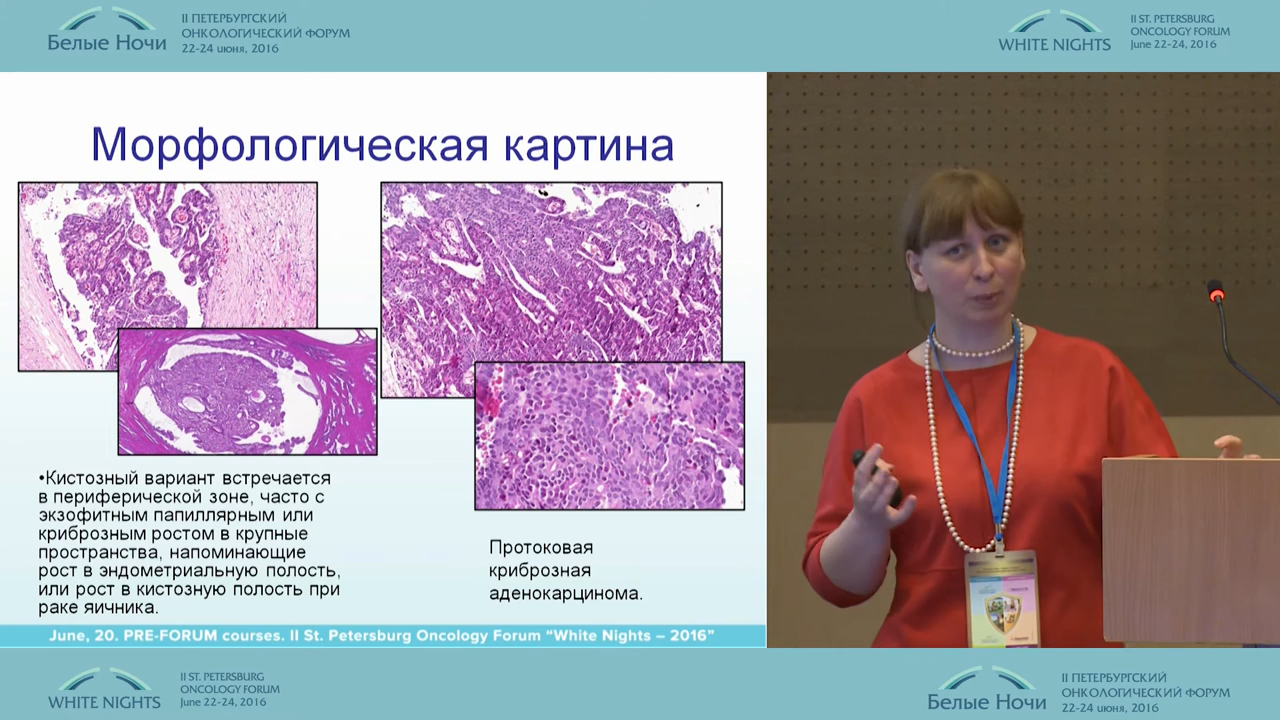 II ПЕТЕРБУРГСКИЙ
ОНКОЛОГИЧЕСКИЙ ФОРУМ
Белые Ночи
22-24 июня, 2016
II ST. PETERSBURG
ONCOLOGY FORUM
WHITE NIGHTS
June 22-24, 2016
Морфологическая картина
•Кистозный вариант встречается
в периферической зоне, часто с
экзофитным папиллярным или
криброзным ростом в крупные
пространства, напоминающие
рост в эндометриальную полость,
или рост в кистозную полость при
раке яичника.
Протоковая
криброзная
аденокарцинома.
June, 20. PRE-FORUM courses. II St. Petersburg Oncology Forum “White Nights – 2016”
II ST. PETERSBURG
ONCOLOGY FORUM
WHITE NIGHTS
June 22-24, 2016
II ПЕТЕРБУРГСКИЙ
ОНКОЛОГИЧЕСКИЙ ФОРУМ
Белые Ночи
22-24 июня, 2016